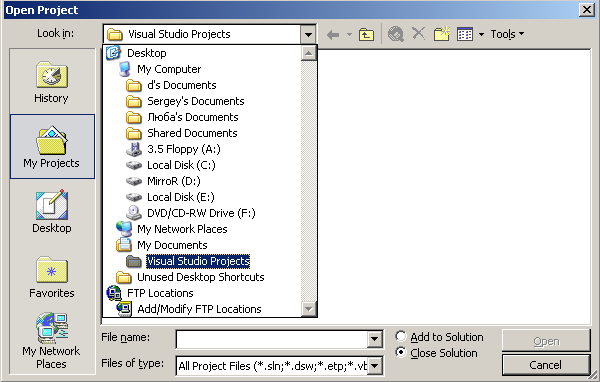 Open Project
Look in:
Visual Studio Projects
Tools
History
My Projects
Desktop
Favorites
My Network
Places
Desktop
My Computer
d's Documents
Sergey's Documents
Люба's Documents
Shared Documents
3.5 Floppy (A:)
Local Disk (C:)
MirroR (D:)
Local Disk (E:)
DVD/CD-RW Drive (F:)
My Network Places
My Documents
Visual Studio Projects
Unused Desktop Shortcuts
FTP Locations
Add/Modify FTP Locations
File name:
Files of type:
All Project Files (*.sln;*.dsw;*.etp;*.vb
Add to Solution
Close Solution
Open
Cancel